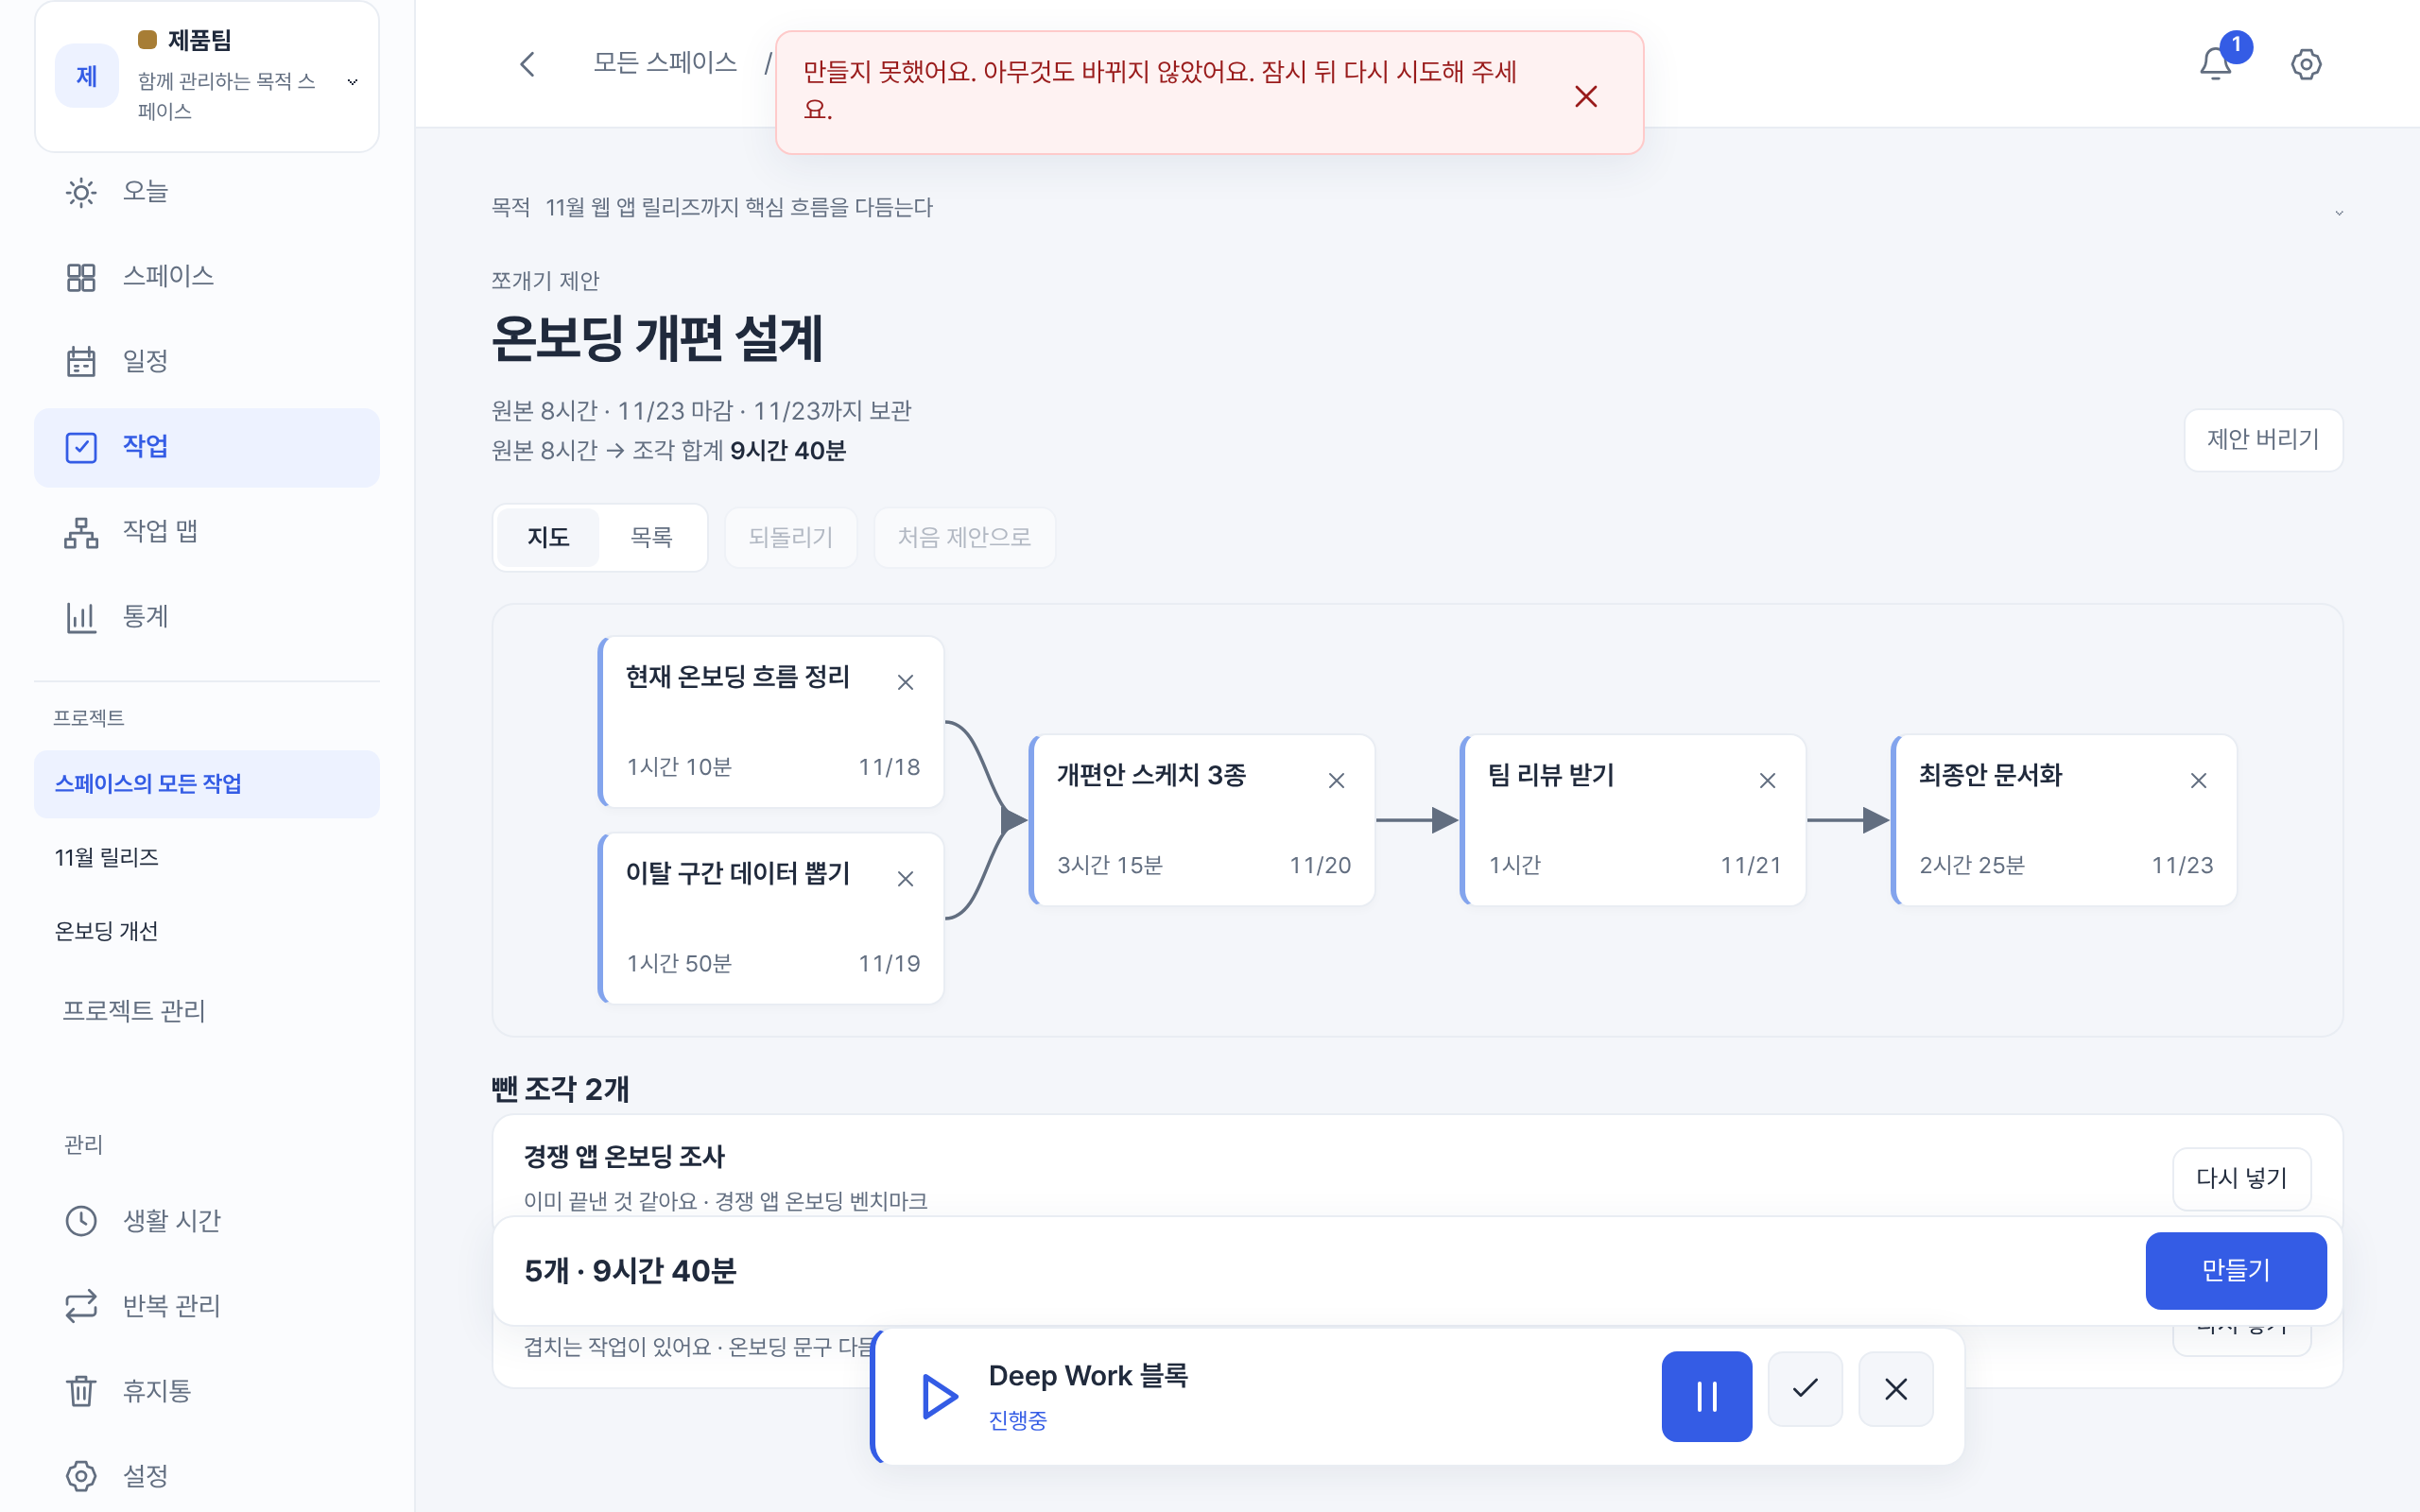 제
제품팀
함께 관리하는 목적 스
페이스
오늘
스페이스
일정
작업
작업 맵
통계
프로젝트
스페이스의 모든 작업
11월 릴리즈
온보딩 개선
프로젝트 관리
관리
생활 시간
반복 관리
휴지통
설정
모든 스페이스 /
만들지 못했어요. 아무것도 바뀌지 않았어요. 잠시 뒤 다시 시도해 주세
요.
1
목적 11월 웹 앱 릴리즈까지 핵심 흐름을 다듬는다
쪼개기 제안
온보딩 개편 설계
원본 8시간 · 11/23 마감 · 11/23까지 보관
원본 8시간 → 조각 합계 9시간 40분
제안 버리기
지도
목록
되돌리기
처음 제안으로
현재 온보딩 흐름 정리
1시간 10분 11/18
이탈 구간 데이터 뽑기
1시간 50분 11/19
개편안 스케치 3종
3시간 15분 11/20
팀 리뷰 받기
1시간 11/21
최종안 문서화
2시간 25분 11/23
뺀 조각 2개
경쟁 앱 온보딩 조사
이미 끝낸 것 같아요 · 경쟁 앱 온보딩 벤치마크
다시 넣기
5개 · 9시간 40분
만들기
겹치는 작업이 있어요 · 온보딩 문구
Deep Work 블록
진행중